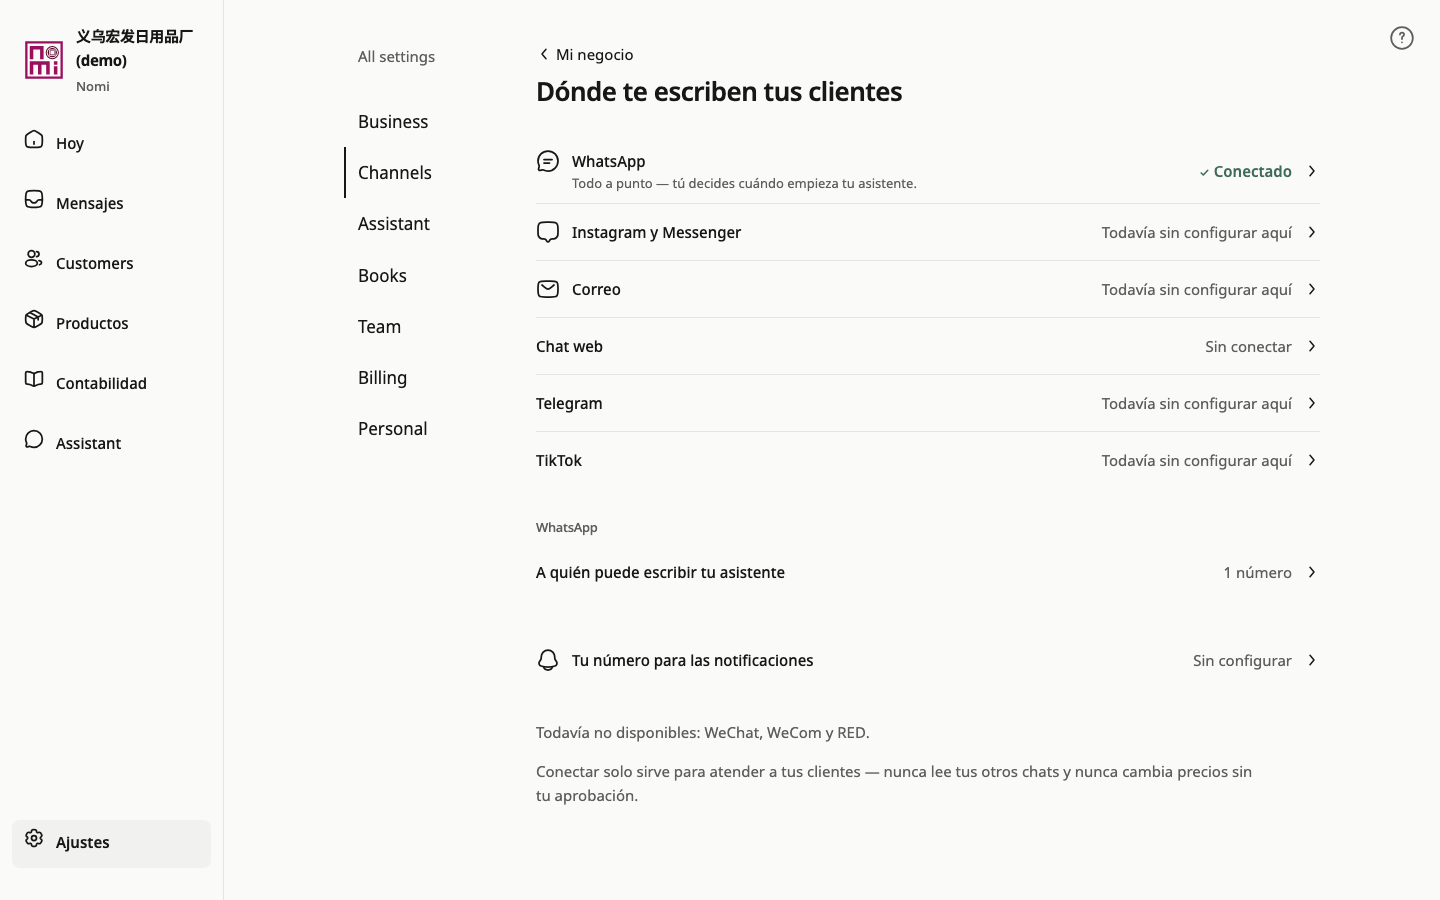 义乌宏发日用品厂
(demo)
Nomi
Hoy
Mensajes
Customers
Productos
Contabilidad
Assistant
Ajustes
All settings
Business
Channels
Assistant
Books
Team
Billing
Personal
Mi negocio
Dónde te escriben tus clientes
WhatsApp
Todo a punto — tú decides cuándo empieza tu asistente.
Conectado
Instagram y Messenger
Todavía sin configurar aquí
Correo
Todavía sin configurar aquí
Chat web
Sin conectar
Telegram
Todavía sin configurar aquí
TikTok
Todavía sin configurar aquí
WhatsApp
A quién puede escribir tu asistente
1 número
Tu número para las notificaciones
Sin configurar
Todavía no disponibles: WeChat, WeCom y RED.
Conectar solo sirve para atender a tus clientes — nunca lee tus otros chats y nunca cambia precios sin
tu aprobación.